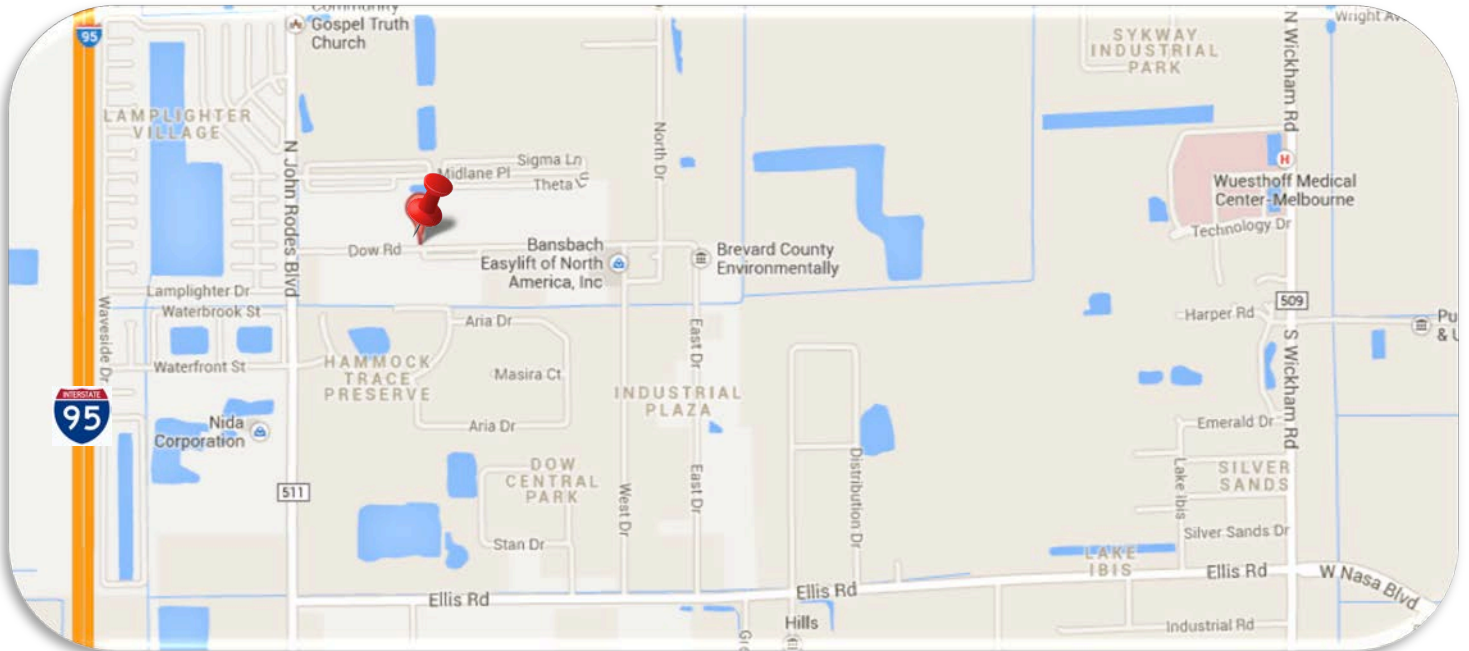 Community
Gospel Truth
Church
95
Wright
SYKWAY
INDUSTRIAL
PARK
N Wickham Rd
LAMPLIGHTER
VILLAGE
N John Rodes Blvd
North Dr
Sigma Ln
Midlane Pl
Theta
H
Wuesthoff Medical
Center-Melbourne
Technology Dr
Dow Rd
Bansbach
Easylift of North
America, Inc
Brevard County
Environmentally
Lamplighter Dr
Waterbrook St
Waveside Dr
Waterfront St
Aria Dr
HAMMOCK
TRACE
PRESERVE
Masira Ct
Aria Dr
East Dr
INDUSTRIAL
PLAZA
509
Harper Rd
S Wickham Rd
INTERSTATE
95
Nida
Corporation
511
DOW
CENTRAL
PARK
West Dr
East Dr
Distribution Dr
Stan Dr
Emerald Dr
Lake Ibis
SILVER
SANDS
Silver Sands Dr
LAKE
IBIS
Ellis Rd
Ellis Rd
Ellis Rd
W Nasa Blvd
Hills
Industrial Rd